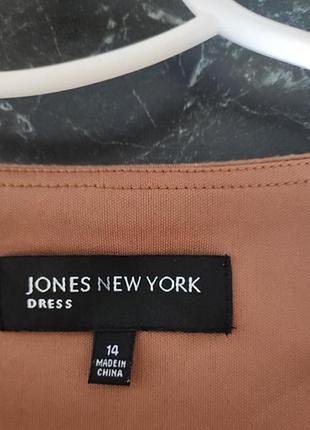 JONES NEW YORK
DRESS
14
MADE IN
CHINA